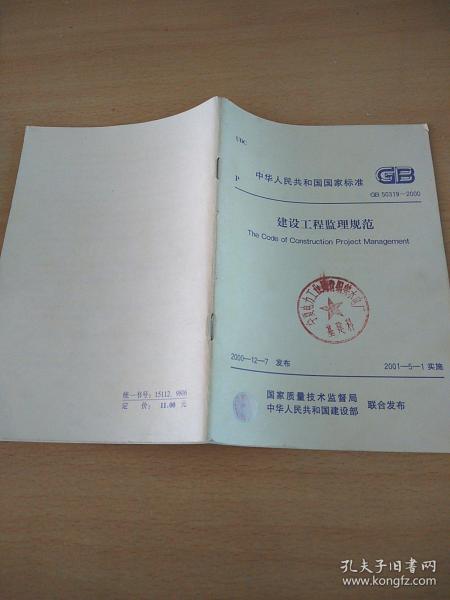 UDC
P
中华人民共和国国家标准
GB
GB 50319-2000
建设工程监理规范
The Code of Construction Project Management
基建科
2000-12-7 发布
2001-5-1 实施
国家质量技术监督局
中华人民共和国建设部
联合发布
统一书号：15112.9806
定 价： 11.00 元
孔夫子旧书网
www.kongfz.com